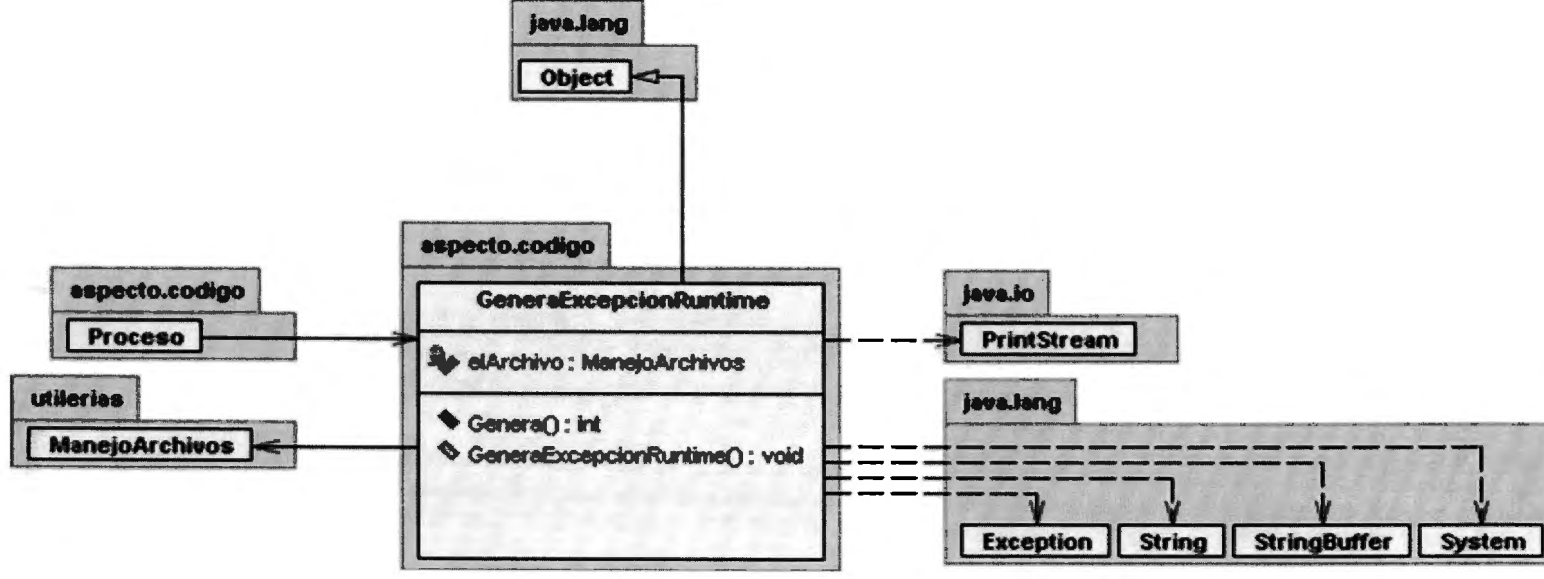 java.lang
Object
aspecto.codigo
Proceso
utilerias
ManejoArchivos
aspecto.codigo
GeneraExcepcionRuntime
elArchivo : ManejoArchivos
Genera() : int
GeneraExcepcionRuntime() : void
java.io
PrintStream
java.lang
Exception
String
StringBuffer
System